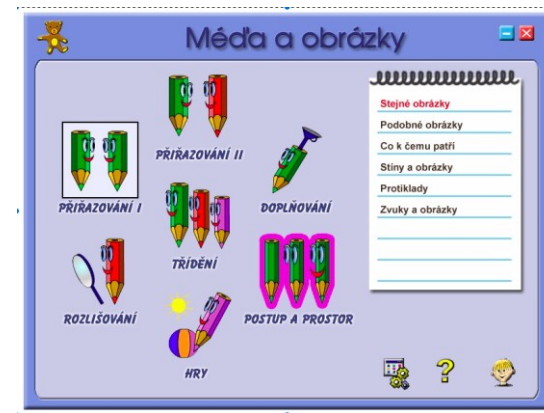 Méďa a obrázky
PŘIŘAZOVÁNÍ II
PŘIŘAZOVÁNÍ I
DOPLŇOVÁNÍ
TŘÍDĚNÍ
ROZLIŠOVÁNÍ
POSTUP A PROSTOR
HRY
Stejné obrázky
Podobné obrázky
Co k čemu patří
Stíny a obrázky
Protiklady
Zvuky a obrázky
?